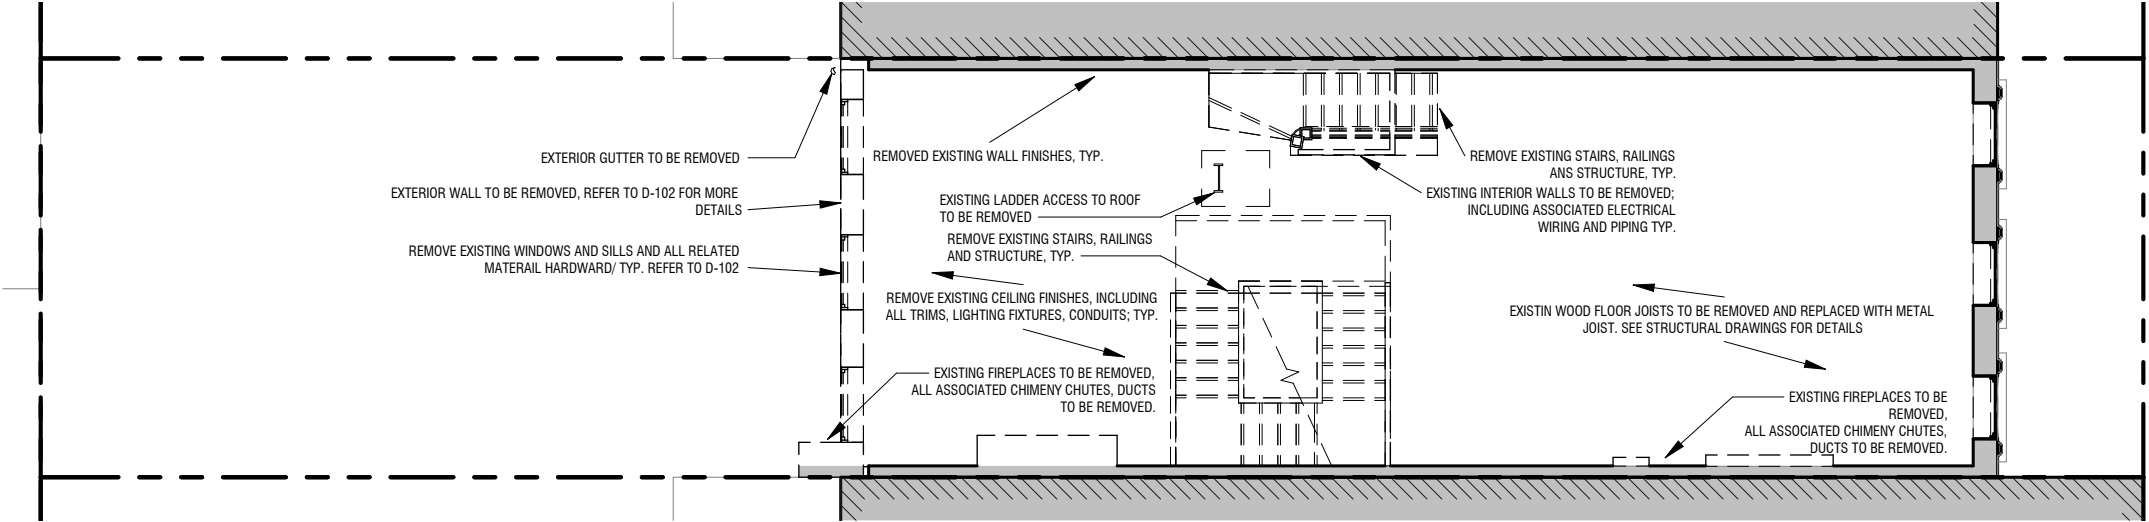 EXTERIOR GUTTER TO BE REMOVED
EXTERIOR WALL TO BE REMOVED, REFER TO D-102 FOR MORE
DETAILS
REMOVE EXISTING WINDOWS AND SILLS AND ALL RELATED
MATERAIL HARDWARD/ TYP. REFER TO D-102
REMOVED EXISTING WALL FINISHES, TYP.
EXISTING LADDER ACCESS TO ROOF
TO BE REMOVED
REMOVE EXISTING STAIRS, RAILINGS
AND STRUCTURE, TYP.
REMOVE EXISTING CEILING FINISHES, INCLUDING
ALL TRIMS, LIGHTING FIXTURES, CONDUITS; TYP.
EXISTING FIREPLACES TO BE REMOVED,
ALL ASSOCIATED CHIMENY CHUTES, DUCTS
TO BE REMOVED.
REMOVE EXISTING STAIRS, RAILINGS
ANS STRUCTURE, TYP.
EXISTING INTERIOR WALLS TO BE REMOVED;
INCLUDING ASSOCIATED ELECTRICAL
WIRING AND PIPING TYP.
EXISTIN WOOD FLOOR JOISTS TO BE REMOVED AND REPLACED WITH METAL
JOIST. SEE STRUCTURAL DRAWINGS FOR DETAILS
EXISTING FIREPLACES TO BE
REMOVED,
ALL ASSOCIATED CHIMENY CHUTES,
DUCTS TO BE REMOVED.